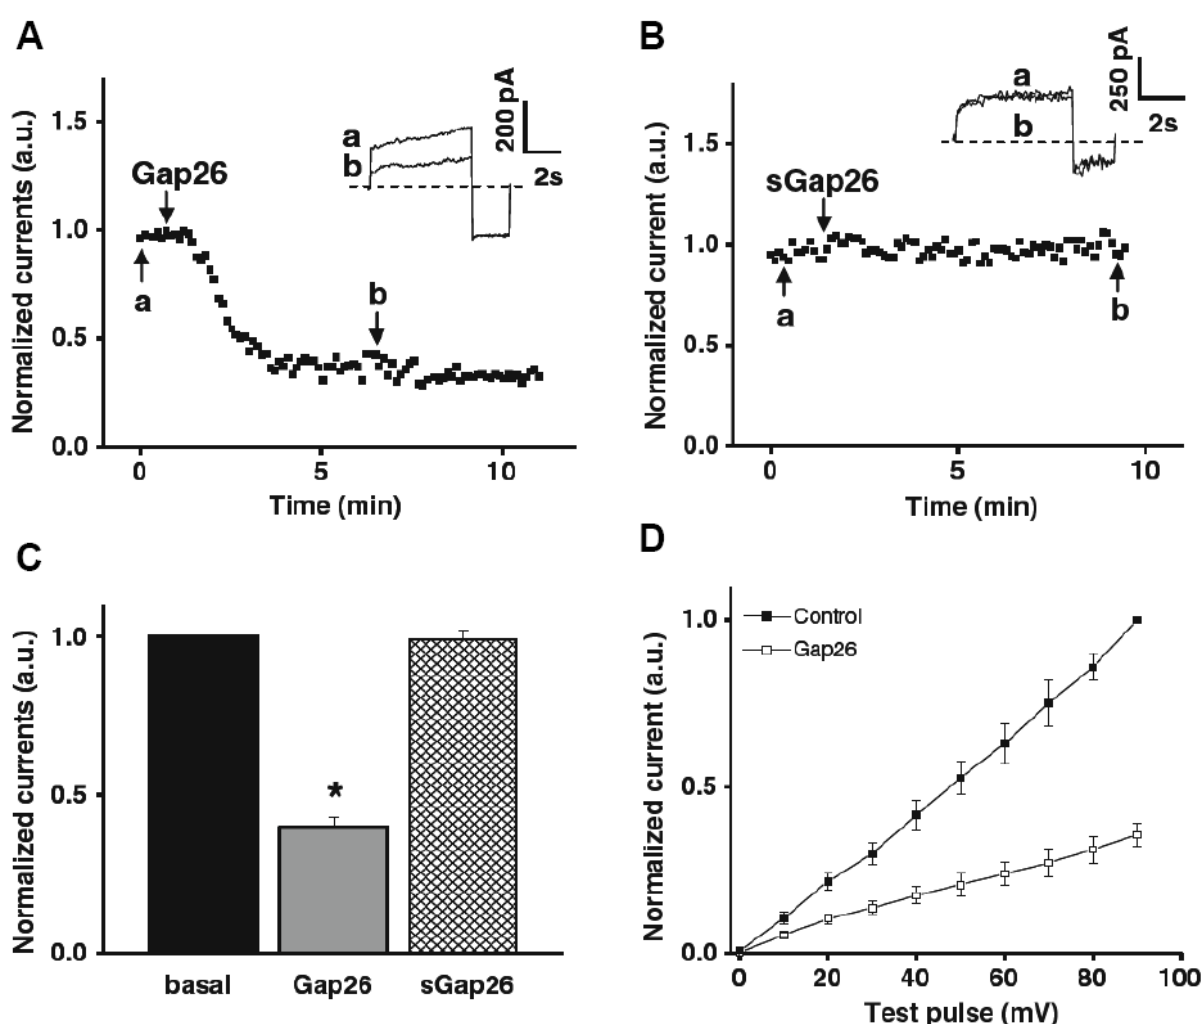 A
Normalized currents (a.u.)
1.5
1.0
0.5
0.0
Gap26
a
b
a
b
200 pA
2s
0
5
10
Time (min)
B
Normalized current (a.u.)
1.5
1.0
0.5
0.0
sGap26
a
b
a
b
250 pA
2s
0
5
10
Time (min)
C
Normalized currents (a.u.)
1.0
0.5
0.0
*
basal
Gap26
sGap26
D
Normalized current (a.u.)
1.0
0.5
0.0
Control
Gap26
0
20
40
60
80
100
Test pulse (mV)